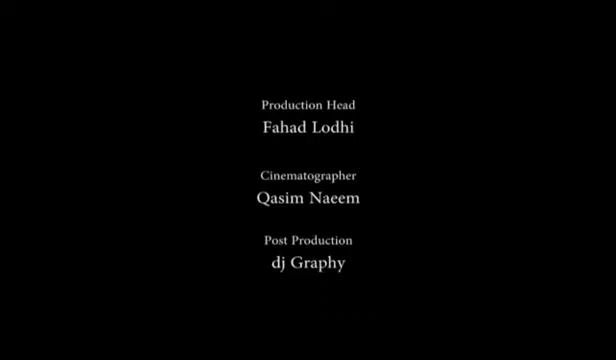 Production Head
Fahad Lodhi
Cinematographer
Qasim Naeem
Post Production
dj Graphy